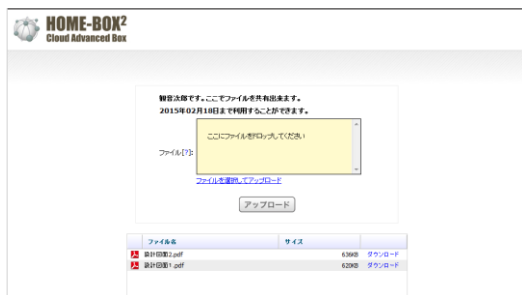 HOME-BOX²
Cloud Advanced Box
観音次郎です。ここでファイルを共有出来ます。
2015年02月18日まで利用することができます。
ここにファイルをドロップしてください
ファイル[?]:
ファイルを選択してアップロード
アップロード
ファイル名 サイズ
設計図面2.pdf 636KB ダウンロード
設計図面1.pdf 620KB ダウンロード